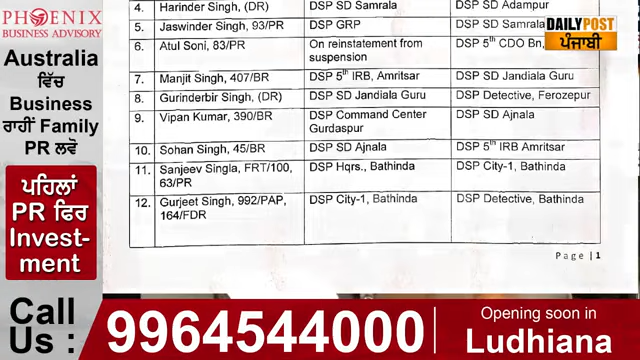 PHOENIX
BUSINESS ADVISORY
Australia
ਵਿੱਚ
Business
ਰਾਹੀਂ Family
PR ਲਵੋ
ਪਹਿਲਾਂ
PR ਫਿਰ
Invest-
ment
4. Harinder Singh, (DR) DSP SD Samrala DSP SD Adampur
5. Jaswinder Singh, 93/PR DSP GRP DSP SD Samrala
6. Atul Soni, 83/PR On reinstatement from DSP 5th CDO Bn,
suspension
7. Manjit Singh, 407/BR DSP 5th IRB, Amritsar DSP SD Jandiala Guru
8. Gurinderbir Singh, (DR) DSP SD Jandiala Guru DSP Detective, Ferozepur
9. Vipan Kumar, 390/BR DSP Command Center DSP SD Ajnala
Gurdaspur
10. Sohan Singh, 45/BR DSP SD Ajnala DSP 5th IRB Amritsar
11. Sanjeev Singla, FRT/100, DSP Hqrs., Bathinda DSP City-1, Bathinda
63/PR
12. Gurjeet Singh, 992/PAP, DSP City-1, Bathinda DSP Detective, Bathinda
164/FDR
Page | 1
DAILY POST
ਪੰਜਾਬੀ
Call
Us :
9964544000
Opening soon in
Ludhiana